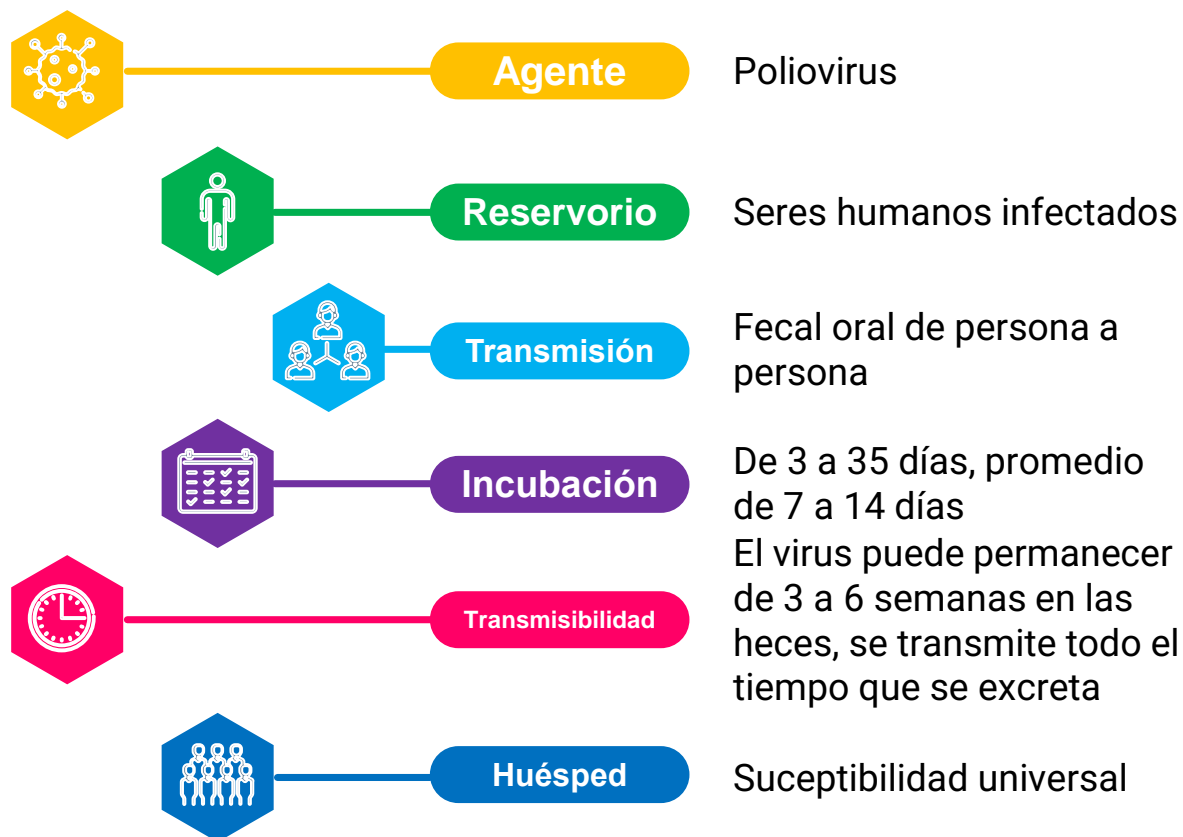 Agente
Poliovirus
Reservorio
Seres humanos infectados
Transmisión
Fecal oral de persona a
persona
Incubación
De 3 a 35 días, promedio
de 7 a 14 días
Transmisibilidad
El virus puede permanecer
de 3 a 6 semanas en las
heces, se transmite todo el
tiempo que se excreta
Huésped
Suceptibilidad universal